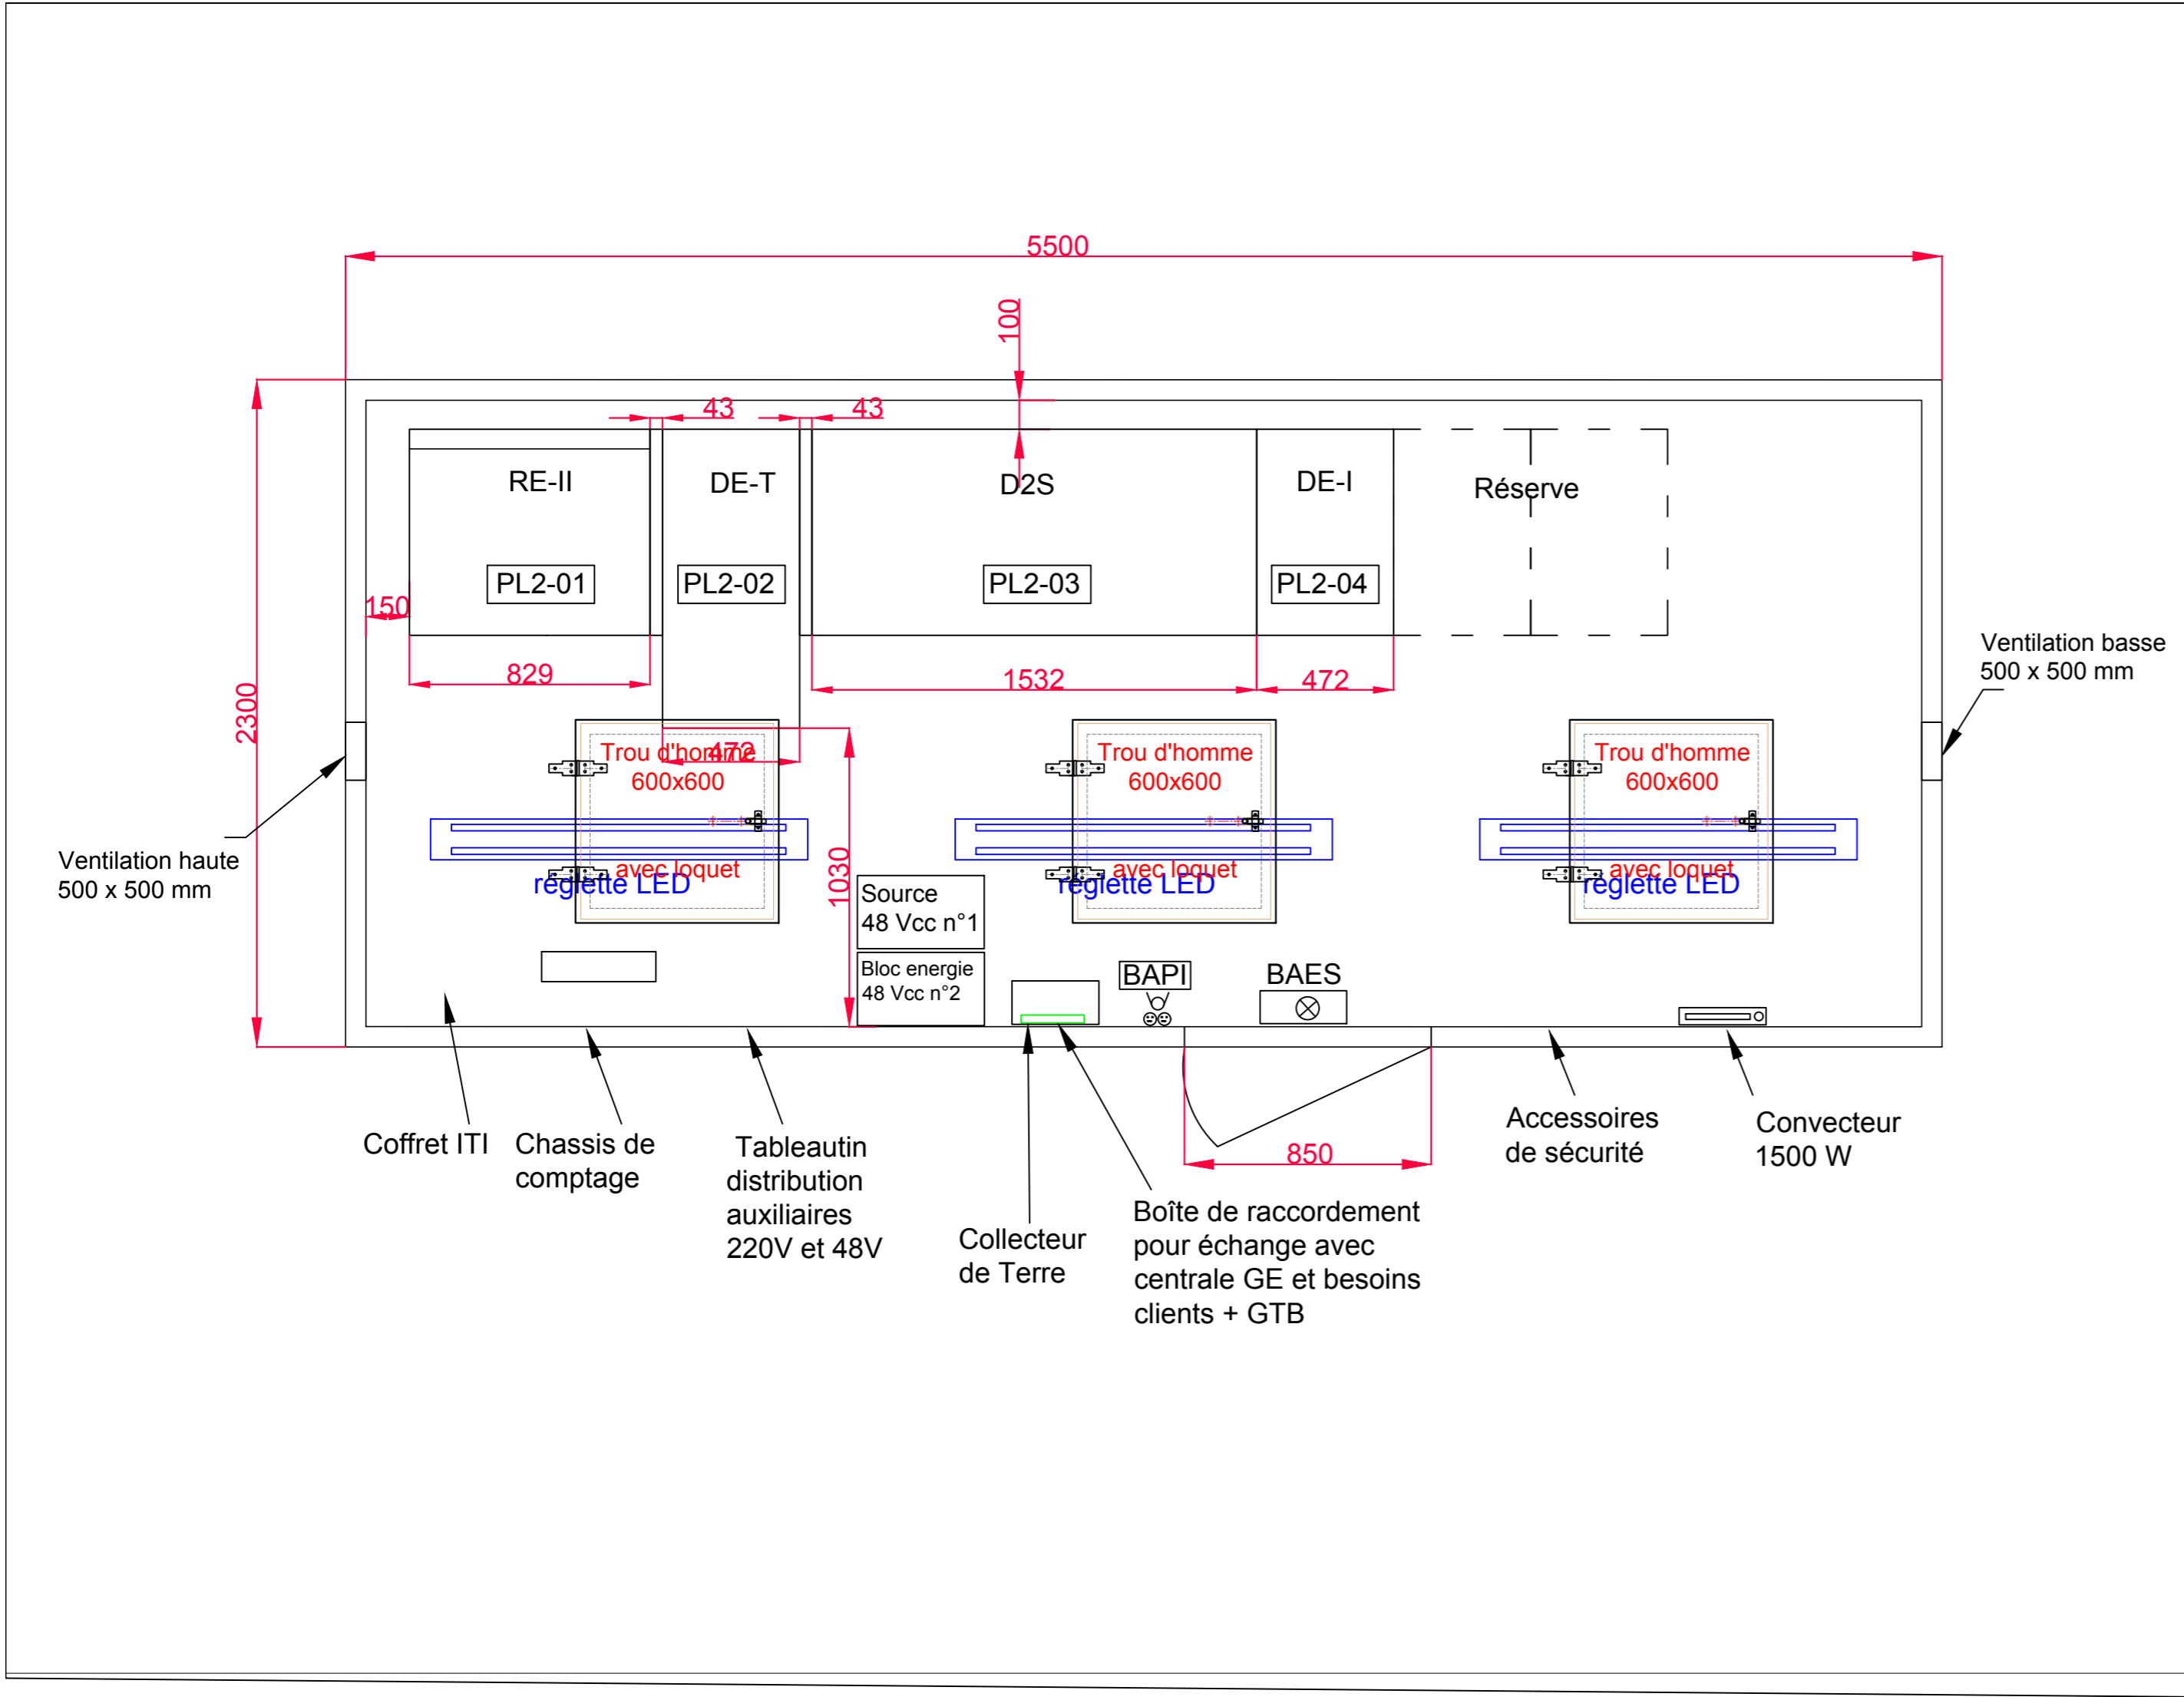 5500
100
43
43
RE-II
DE-T
D2S
DE-I
Réserve
PL2-01
PL2-02
PL2-03
PL2-04
150
829
1532
472
2300
Ventilation basse
500 x 500 mm
Trou d'homme
600x600
472
Trou d'homme
600x600
Trou d'homme
600x600
Ventilation haute
500 x 500 mm
avec loquet
réglette LED
avec loquet
réglette LED
avec loquet
réglette LED
1030
Source
48 Vcc n°1
Bloc energie
48 Vcc n°2
BAPI
BAES
Coffret ITI
Chassis de
comptage
Tableautin
distribution
auxiliaires
220V et 48V
Collecteur
de Terre
850
Boîte de raccordement
pour échange avec
centrale GE et besoins
clients + GTB
Accessoires
de sécurité
Convecteur
1500 W